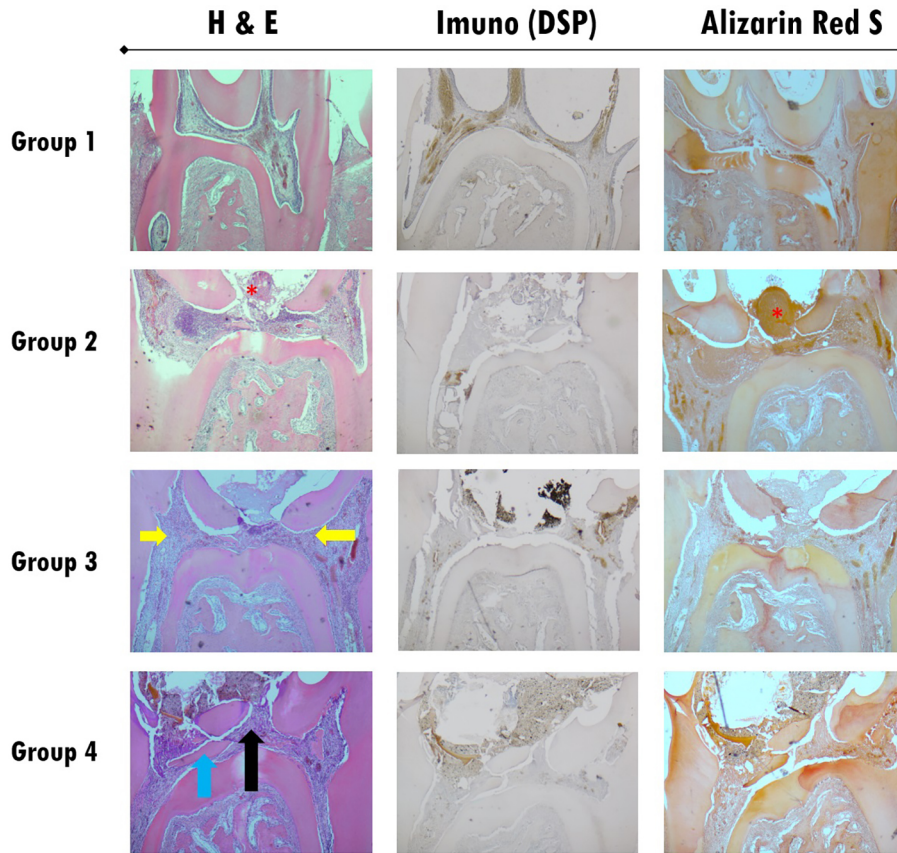 H & E Imuno (DSP) Alizarin Red S
Group 1
Group 2
*
*
Group 3
Group 4